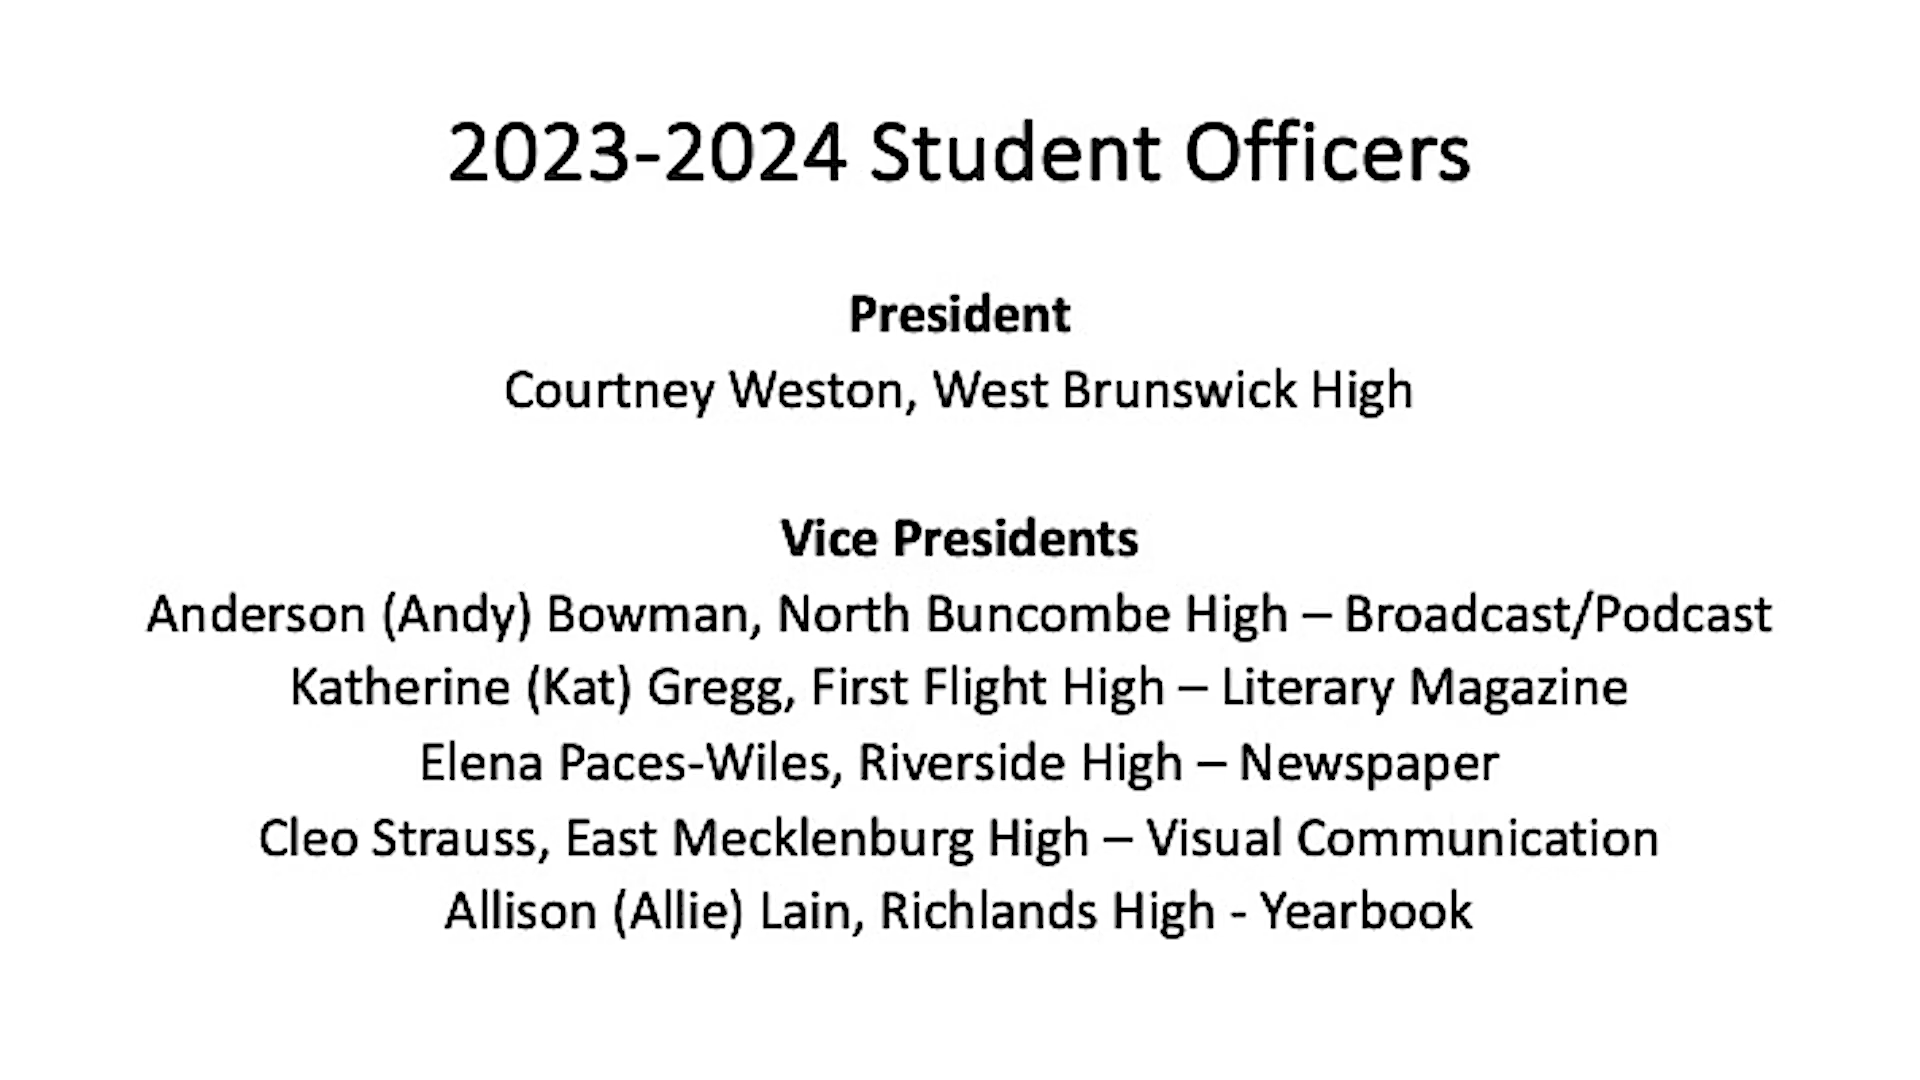 2023-2024 Student Officers
President
Courtney Weston, West Brunswick High
Vice Presidents
Anderson (Andy) Bowman, North Buncombe High – Broadcast/Podcast
Katherine (Kat) Gregg, First Flight High – Literary Magazine
Elena Paces-Wiles, Riverside High – Newspaper
Cleo Strauss, East Mecklenburg High – Visual Communication
Allison (Allie) Lain, Richlands High - Yearbook